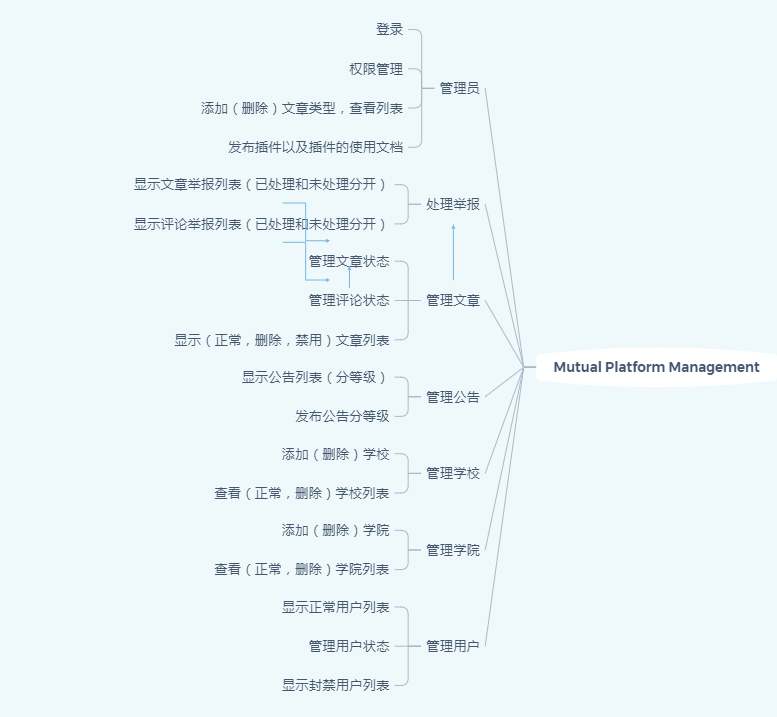 登录
权限管理
添加（删除）文章类型，查看列表
发布插件以及插件的使用文档
管理员
显示文章举报列表（已处理和未处理分开）
显示评论举报列表（已处理和未处理分开）
处理举报
管理文章状态
管理评论状态
显示（正常，删除，禁用）文章列表
管理文章
显示公告列表（分等级）
发布公告分等级
管理公告
添加（删除）学校
查看（正常，删除）学校列表
管理学校
添加（删除）学院
查看（正常，删除）学院列表
管理学院
显示正常用户列表
管理用户状态
显示封禁用户列表
管理用户
Mutual Platform Management